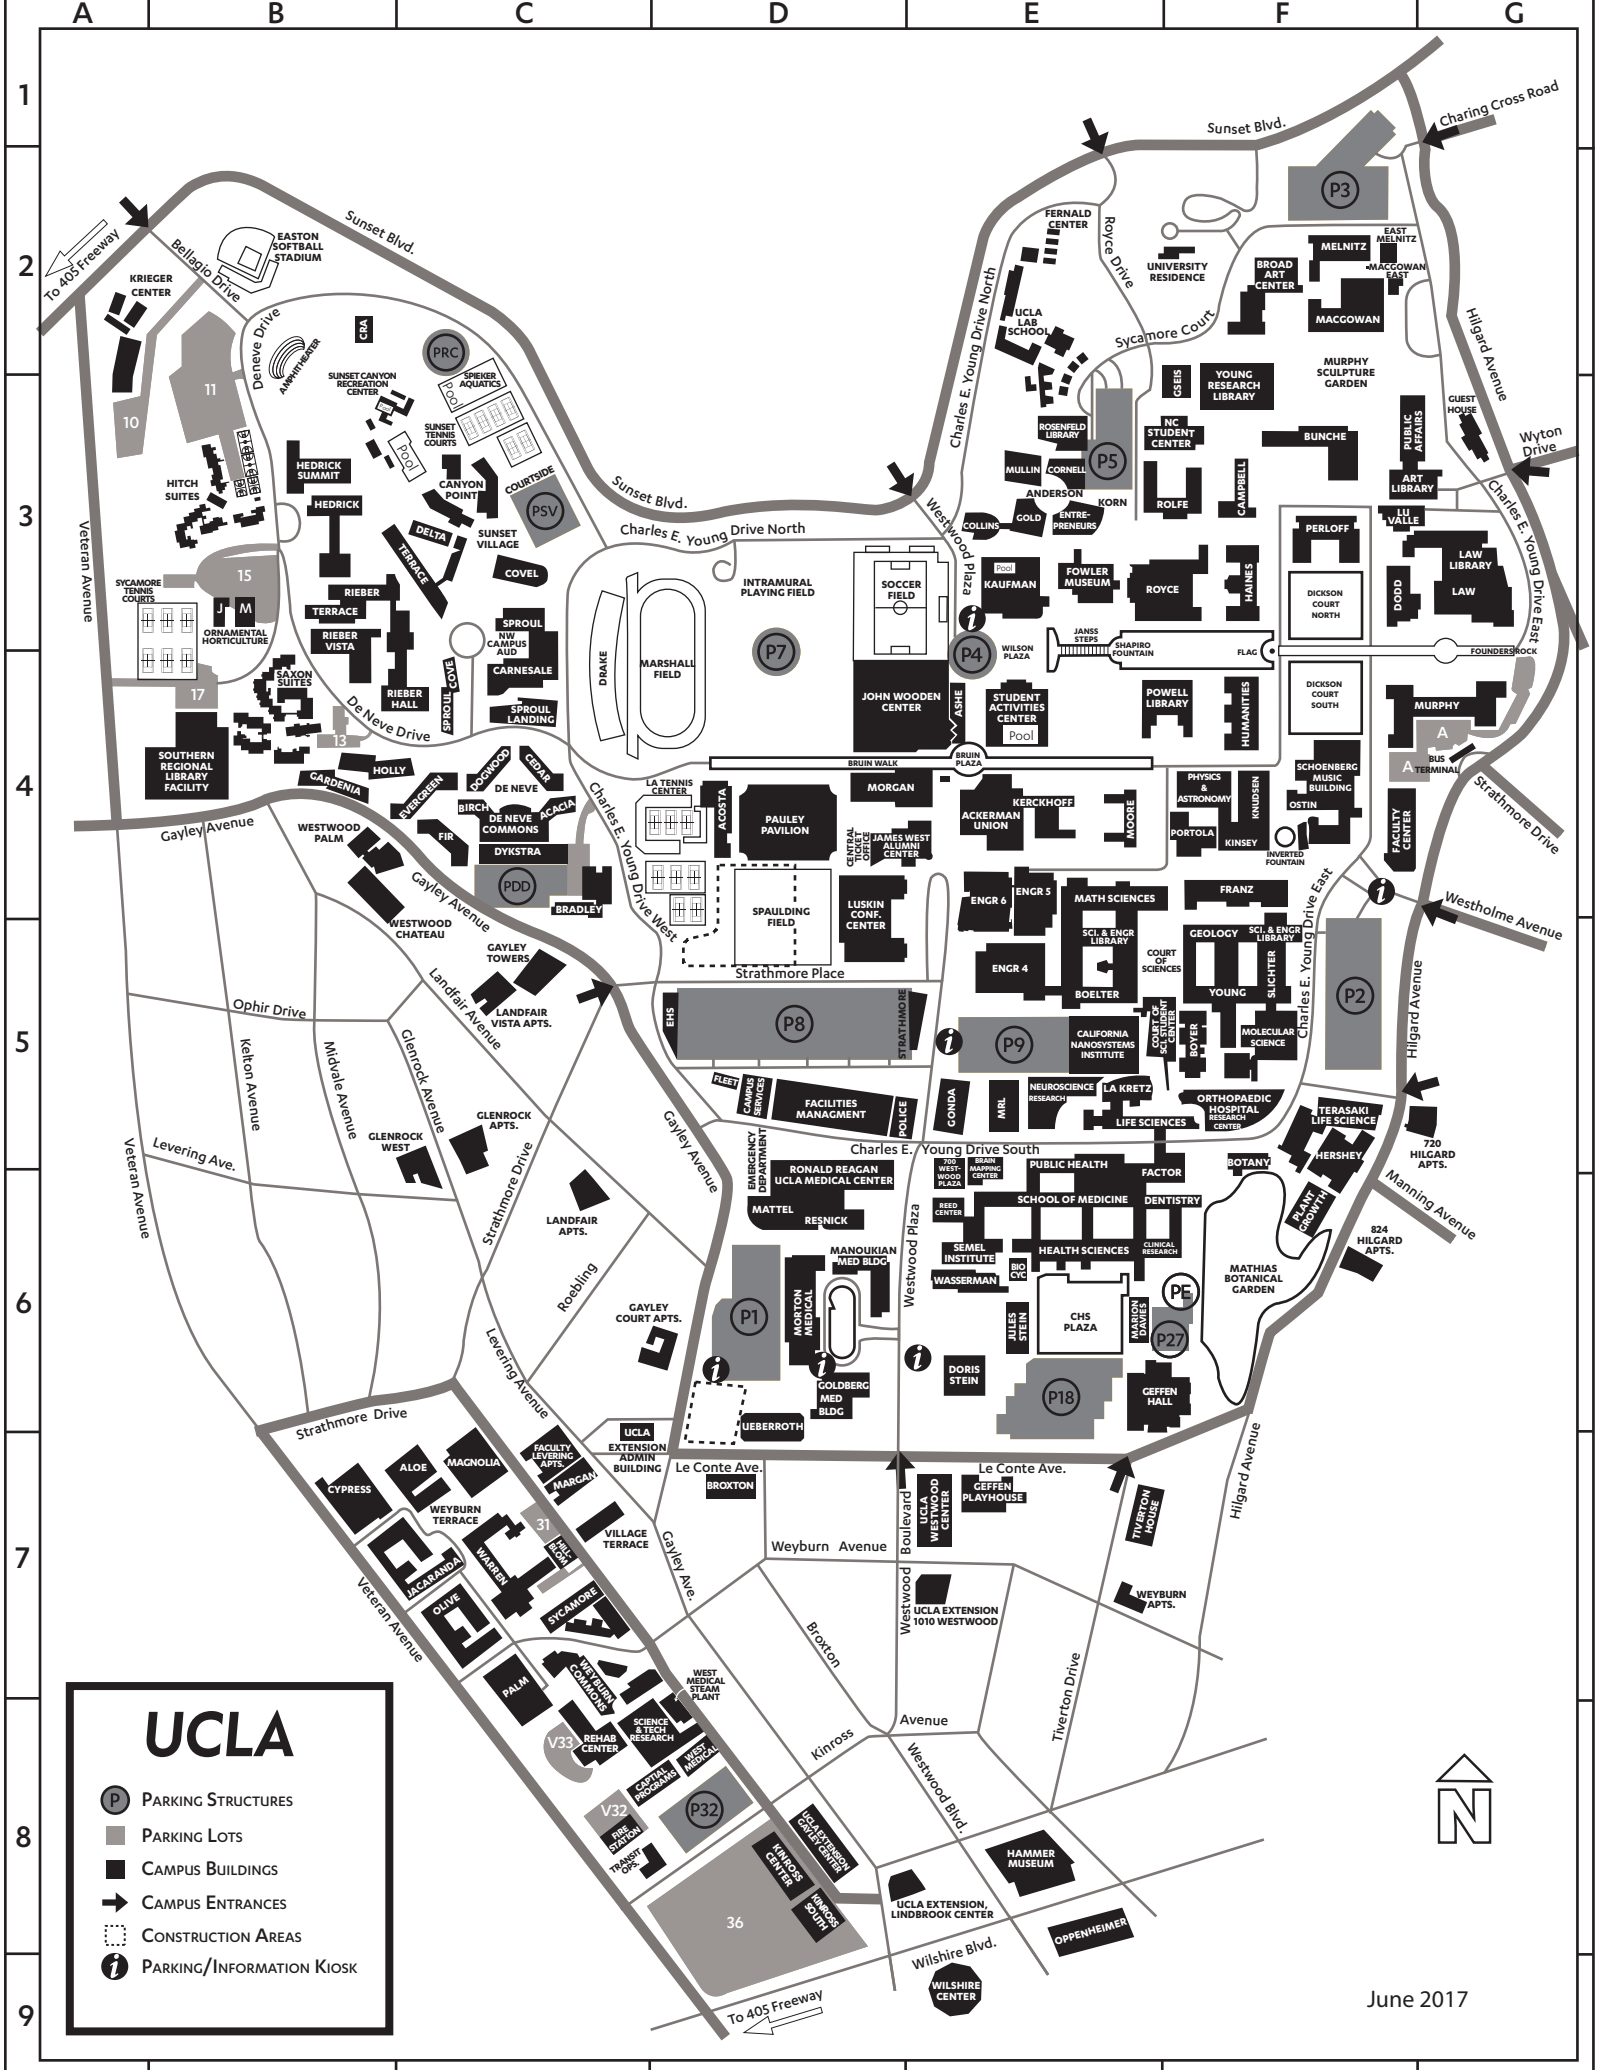 A B C D E F G
1
2
3
4
5
6
7
8
9
Charing Cross Road
Sunset Blvd.
P3
FERNALD
CENTER
Royce Drive
UNIVERSITY
RESIDENCE
EAST
MELNITZ
MELNITZ
MACGOWAN
EAST
BROAD
ART
CENTER
MACGOWAN
Hilgard Avenue
To 405 Freeway
Bellagio Drive
EASTON
SOFTBALL
STADIUM
Sunset Blvd.
KRIEGER
CENTER
Deneve Drive
AMPHITEATER
CRA
PRC
SPIEKER
AQUATICS
Pool
SUNSET CANYON
RECREATION
CENTER
Pool
SUNSET
TENNIS
COURTS
Pool
11
10
UCLA
LAB
SCHOOL
Charles E. Young Drive North
Sycamore Court
GSEIS
YOUNG
RESEARCH
LIBRARY
MURPHY
SCULPTURE
GARDEN
PUBLIC
AFFAIRS
GUEST
HOUSE
Wyton
Drive
HITCH
SUITES
HEDRICK
SUMMIT
HEDRICK
CANYON
POINT
COURTSIDE
PSV
DELTA
TERRACE
SUNSET
VILLAGE
COVEL
Sunset Blvd.
Charles E. Young Drive North
Westwood Plaza
ROSENFELD
LIBRARY
P5
MULLIN
CORNELL
ANDERSON
KORN
COLLINS
GOLD
ENTRE-
PRENEURS
NC
STUDENT
CENTER
ROLFE
CAMPBELL
BUNCHE
ART
LIBRARY
LU
VALLE
PERLOFF
LAW
LIBRARY
LAW
DODD
Charles E. Young Drive East
Veteran Avenue
15
SYCAMORE
TENNIS
COURTS
J
M
ORNAMENTAL
HORTICULTURE
RIEBER
TERRACE
RIEBER
VISTA
RIEBER
HALL
SPROUL
NW
CAMPUS
AUD
CARNESALE
SPROUL COVE
SPROUL
LANDING
INTRAMURAL
PLAYING FIELD
SOCCER
FIELD
Pool
KAUFMAN
FOWLER
MUSEUM
ROYCE
HAINES
DICKSON
COURT
NORTH
DRAKE
MARSHALL
FIELD
P7
P4
WILSON
PLAZA
JANSS
STEPS
SHAPIRO
FOUNTAIN
FLAG
FOUNDERS ROCK
17
SAXON
SUITES
13
De Neve Drive
SOUTHERN
REGIONAL
LIBRARY
FACILITY
JOHN WOODEN
CENTER
ASHE
STUDENT
ACTIVITIES
CENTER
Pool
POWELL
LIBRARY
HUMANITIES
DICKSON
COURT
SOUTH
MURPHY
A
A
BUS
TERMINAL
Strathmore Drive
BRUIN WALK
BRUIN
PLAZA
Gayley Avenue
GARDENIA
HOLLY
EVERGREEN
DOGWOOD
CEDAR
DE NEVE
BIRCH
ACACIA
DE NEVE
COMMONS
FIR
DYKSTRA
PDD
BRADLEY
WESTWOOD
PALM
WESTWOOD
CHATEAU
Gayley Avenue
Charles E. Young Drive West
LA TENNIS
CENTER
ACOSTA
PAULEY
PAVILION
MORGAN
CENTRAL
TICKET
OFFICE
JAMES WEST
ALUMNI
CENTER
ACKERMAN
UNION
KERCKHOFF
MOORE
PHYSICS
&
ASTRONOMY
KNUDSEN
PORTOLA
KINSEY
SCHOENBERG
MUSIC
BUILDING
OSTIN
INVERTED
FOUNTAIN
FACULTY
CENTER
SPAULDING
FIELD
LUSKIN
CONF.
CENTER
Strathmore Place
ENGR 6
ENGR 5
MATH SCIENCES
SCI. & ENGR
LIBRARY
ENGR 4
BOELTER
COURT
OF
SCIENCES
FRANZ
GEOLOGY
SCI. & ENGR
LIBRARY
SLICHTER
YOUNG
Charles E. Young Drive East
P2
Westholme Avenue
Hilgard Avenue
GAYLEY
TOWERS
LANDFAIR
VISTA APTS.
Landfair Avenue
Ophir Drive
Kelton Avenue
Midvale Avenue
Glenrock Avenue
EHS
P8
STRATHMORE
P9
CALIFORNIA
NANOSYSTEMS
INSTITUTE
COURT OF
SCI. STUDENT
CENTER
BOYER
MOLECULAR
SCIENCE
FLEET
CAMPUS
SERVICES
FACILITIES
MANAGMENT
POLICE
GONDA
MRL
NEUROSCIENCE
RESEARCH
LA KRETZ
LIFE SCIENCES
ORTHOPAEDIC
HOSPITAL
RESEARCH
CENTER
TERASAKI
LIFE SCIENCE
HERSHEY
720
HILGARD
APTS.
GLENROCK
APTS.
GLENROCK
WEST
Levering Ave.
Veteran Avenue
Strathmore Drive
Gayley Avenue
Charles E. Young Drive South
EMERGENCY
DEPARTMENT
RONALD REAGAN
UCLA MEDICAL CENTER
MATTEL
RESNICK
700
WEST-
WOOD
PLAZA
BRAIN
MAPPING
CENTER
PUBLIC HEALTH
FACTOR
BOTANY
PLANT
GROWTH
Manning Avenue
REED
CENTER
SCHOOL OF MEDICINE
DENTISTRY
LANDFAIR
APTS.
Westwood Plaza
MANOUKIAN
MED BLDG
SEMEL
INSTITUTE
HEALTH SCIENCES
CLINICAL
RESEARCH
WASSERMAN
BIO
CYC
824
HILGARD
APTS.
MATHIAS
BOTANICAL
GARDEN
PE
P27
Roebling
GAYLEY
COURT APTS.
P1
MORTON
MEDICAL
JULES
STEIN
CHS
PLAZA
MARION
DAVIES
DORIS
STEIN
P18
GEFFEN
HALL
GOLDBERG
MED
BLDG
UEBERROTH
Levering Avenue
Strathmore Drive
UCLA
EXTENSION
ADMIN
BUILDING
Le Conte Ave.
Le Conte Ave.
BROXTON
UCLA
WESTWOOD
CENTER
GEFFEN
PLAYHOUSE
TIVERTON
HOUSE
Hilgard Avenue
CYPRESS
ALOE
MAGNOLIA
FACULTY
LEVERING
APTS.
MARGAN
WEYBURN
TERRACE
31
VILLAGE
TERRACE
Gayley Ave.
Weyburn Avenue
Westwood Boulevard
JACARANDA
WARREN
HILL-
BLOM
OLIVE
SYCAMORE
Veteran Avenue
UCLA EXTENSION
1010 WESTWOOD
WEYBURN
APTS.
Broxton
Tiverton Drive
PALM
WEYBURN
COMMONS
WEST
MEDICAL
STEAM
PLANT
SCIENCE
& TECH
RESEARCH
REHAB
CENTER
V33
CAPTIAL
PROGRAMS
WEST
MEDICAL
Kinross
Avenue
Westwood Blvd.
V32
FIRE
STATION
P32
TRANSIT
OPS.
UCLA EXTENSION
GAYLEY CENTER
KINROSS
CENTER
KINROSS
SOUTH
36
HAMMER
MUSEUM
UCLA EXTENSION,
LINDBROOK CENTER
OPPENHEIMER
Wilshire Blvd.
WILSHIRE
CENTER
To 405 Freeway
UCLA
P PARKING STRUCTURES
PARKING LOTS
CAMPUS BUILDINGS
CAMPUS ENTRANCES
CONSTRUCTION AREAS
i PARKING/INFORMATION KIOSK
N
June 2017